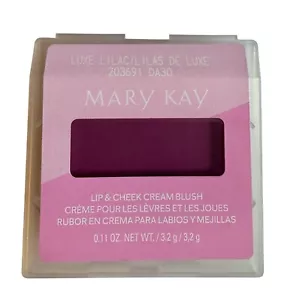 LUXE LILAC/LILAS DE LUXE
203691 DA30
MARY KAY
LIP & CHEEK CREAM BLUSH
CRÈME POUR LES LÈVRES ET LES JOUES
RUBOR EN CREMA PARA LABIOS Y MEJILLAS
0.11 OZ. NET WT. / 3.2 g / 3,2 g